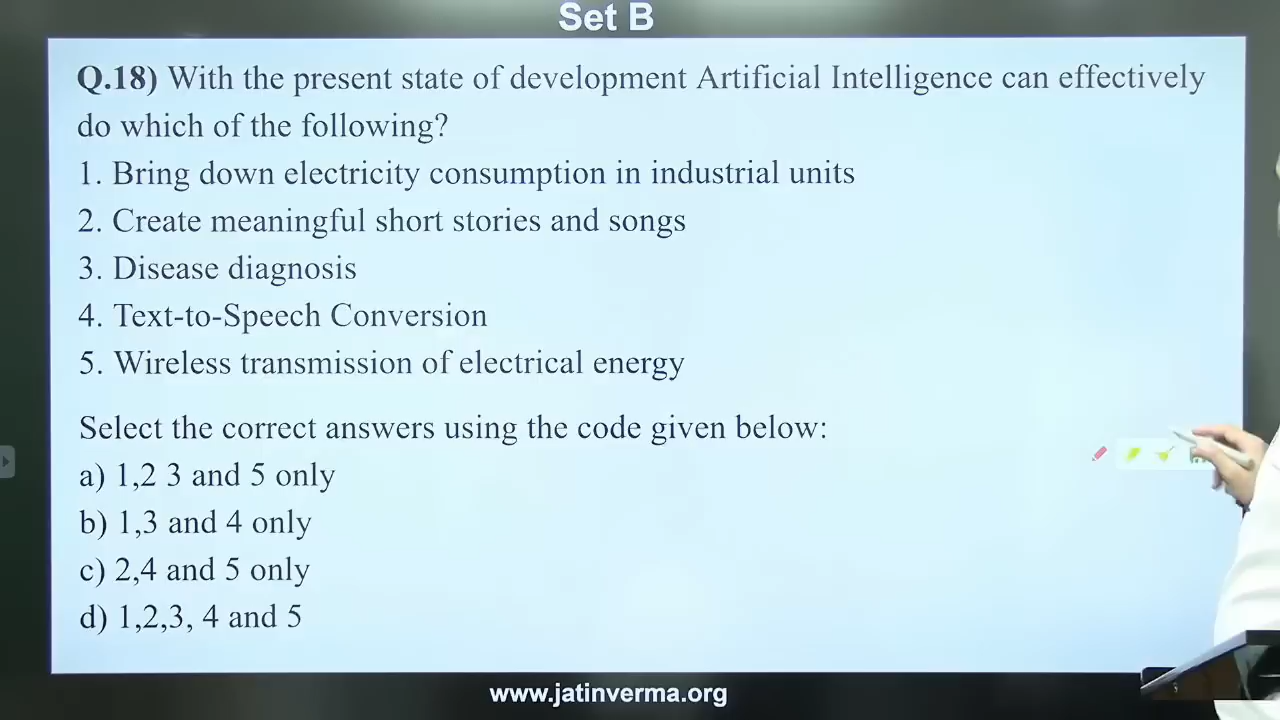 Set B
Q.18) With the present state of development Artificial Intelligence can effectively
do which of the following?
1. Bring down electricity consumption in industrial units
2. Create meaningful short stories and songs
3. Disease diagnosis
4. Text-to-Speech Conversion
5. Wireless transmission of electrical energy
Select the correct answers using the code given below:
a) 1,2 3 and 5 only
b) 1,3 and 4 only
c) 2,4 and 5 only
d) 1,2,3, 4 and 5
www.jatinverma.org